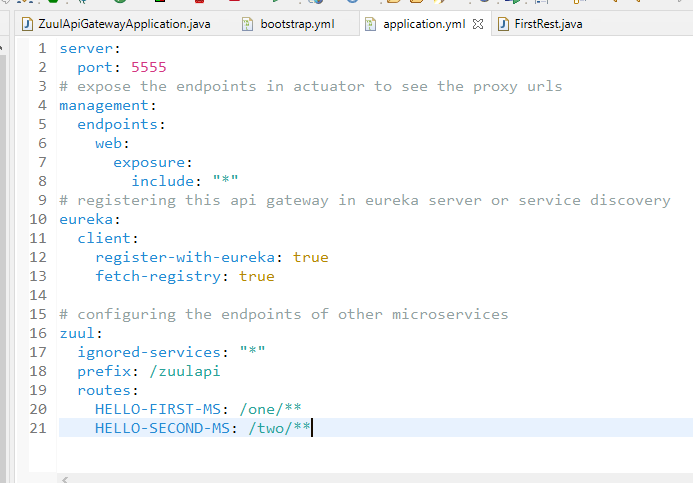 ZuulApiGatewayApplication.java bootstrap.yml application.yml FirstRest.java
1 server:
2   port: 5555
3 # expose the endpoints in actuator to see the proxy urls
4 management:
5   endpoints:
6     web:
7       exposure:
8         include: "*"
9 # registering this api gateway in eureka server or service discovery
10 eureka:
11   client:
12     register-with-eureka: true
13     fetch-registry: true
14
15 # configuring the endpoints of other microservices
16 zuul:
17   ignored-services: "*"
18   prefix: /zuulapi
19   routes:
20     HELLO-FIRST-MS: /one/**
21     HELLO-SECOND-MS: /two/**